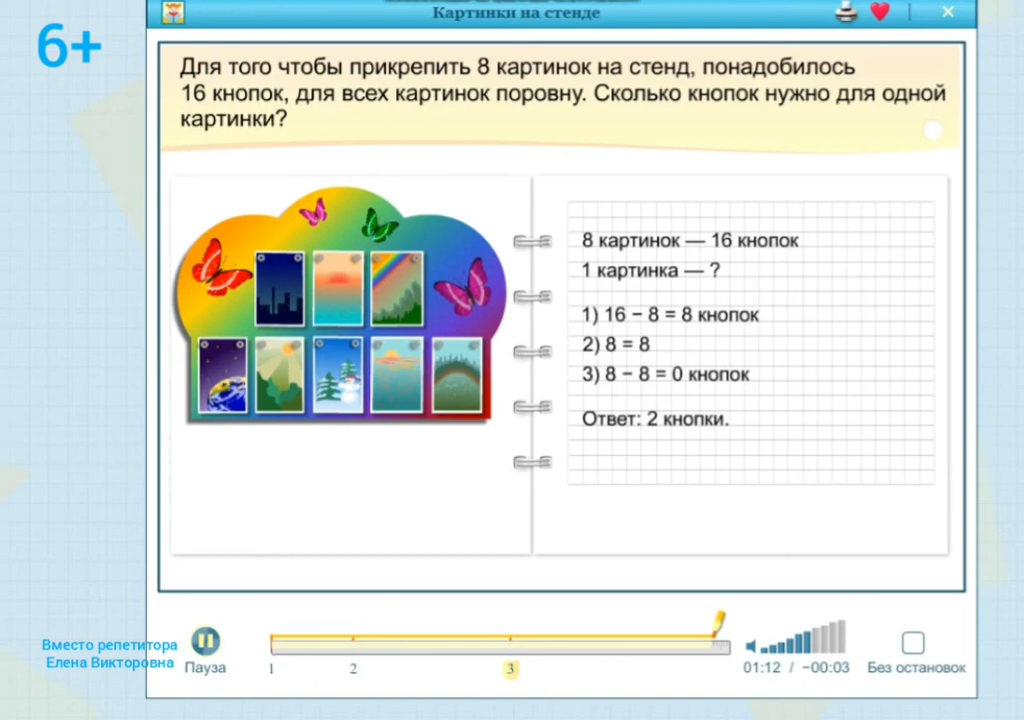 Картинки на стенде
6+
Для того чтобы прикрепить 8 картинок на стенд, понадобилось
16 кнопок, для всех картинок поровну. Сколько кнопок нужно для одной
картинки?
8 картинок — 16 кнопок
1 картинка — ?
1) 16 − 8 = 8 кнопок
2) 8 = 8
3) 8 − 8 = 0 кнопок
Ответ: 2 кнопки.
Вместо репетитора
Елена Викторовна
Пауза
1 2 3
01:12 / −00:03
Без остановок